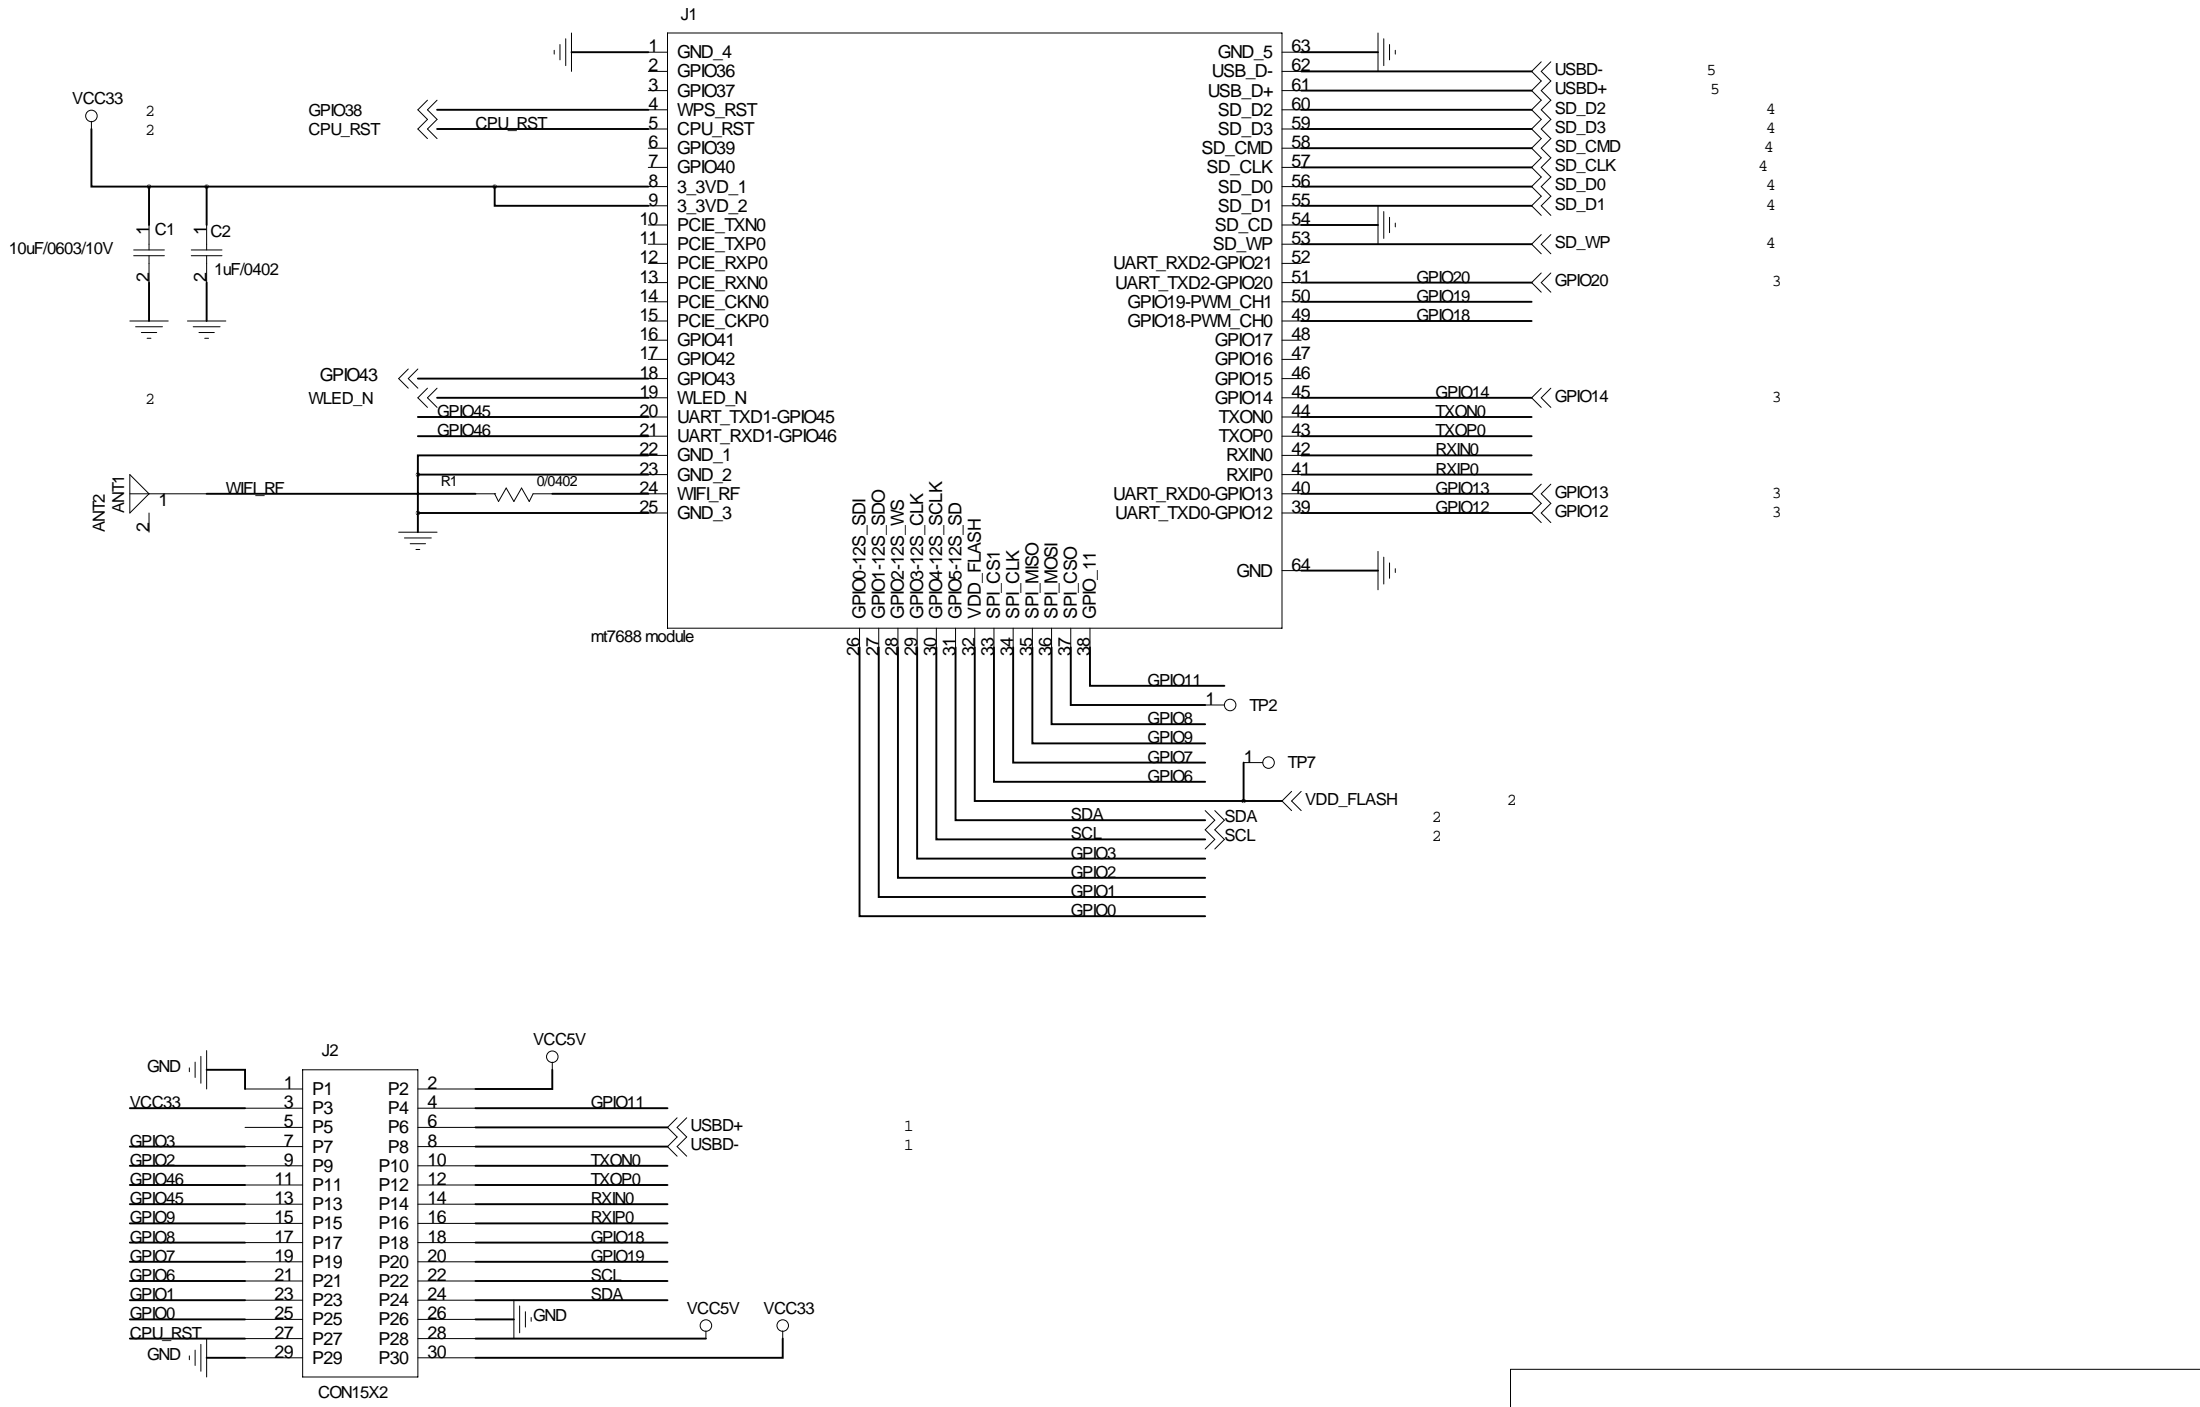 J1
1 GND_4 GND_5 63
2 GPIO36 USB_D- 62 USBD- 5
3 GPIO37 USB_D+ 61 USBD+ 5
VCC33 2 GPIO38 4 WPS_RST SD_D2 60 SD_D2 4
2 CPU_RST CPU_RST 5 CPU_RST SD_D3 59 SD_D3 4
6 GPIO39 SD_CMD 58 SD_CMD 4
7 GPIO40 SD_CLK 57 SD_CLK 4
8 3_3VD_1 SD_D0 56 SD_D0 4
9 3_3VD_2 SD_D1 55 SD_D1 4
1 C1 1 C2 10 PCIE_TXN0 SD_CD 54
10uF/0603/10V 11 PCIE_TXP0 SD_WP 53 SD_WP 4
2 2 1uF/0402 12 PCIE_RXP0 UART_RXD2-GPIO21 52
13 PCIE_RXN0 UART_TXD2-GPIO20 51 GPIO20 GPIO20 3
14 PCIE_CKN0 GPIO19-PWM_CH1 50 GPIO19
15 PCIE_CKP0 GPIO18-PWM_CH0 49 GPIO18
16 GPIO41 GPIO17 48
17 GPIO42 GPIO16 47
GPIO43 18 GPIO43 GPIO15 46
2 WLED_N 19 WLED_N GPIO14 45 GPIO14 GPIO14 3
GPIO45 20 UART_TXD1-GPIO45 TXON0 44 TXON0
GPIO46 21 UART_RXD1-GPIO46 TXOP0 43 TXOP0
22 GND_1 RXIN0 42 RXIN0
23 GND_2 RXIP0 41 RXIP0
ANT2 ANT1 1 WIFI_RF R1 0/0402 24 WIFI_RF UART_RXD0-GPIO13 40 GPIO13 GPIO13 3
2 25 GND_3 UART_TXD0-GPIO12 39 GPIO12 GPIO12 3
GND 64
GPIO0-12S_SDI
GPIO1-12S_SDO
GPIO2-12S_WS
GPIO3-12S_CLK
GPIO4-12S_SCLK
GPIO5-12S_SD
VDD_FLASH
SPI_CS1
SPI_CLK
SPI_MISO
SPI_MOSI
SPI_CSO
GPIO_11
mt7688 module
26 27 28 29 30 31 32 33 34 35 36 37 38
GPIO11
1 TP2
GPIO8
GPIO9
GPIO7 1 TP7
GPIO6
VDD_FLASH 2
SDA SDA 2
SCL SCL 2
GPIO3
GPIO2
GPIO1
GPIO0
J2 VCC5V
GND
1 P1 P2 2
VCC33 3 P3 P4 4 GPIO11
5 P5 P6 6 USBD+ 1
GPIO3 7 P7 P8 8 USBD- 1
GPIO2 9 P9 P10 10 TXON0
GPIO46 11 P11 P12 12 TXOP0
GPIO45 13 P13 P14 14 RXIN0
GPIO9 15 P15 P16 16 RXIP0
GPIO8 17 P17 P18 18 GPIO18
GPIO7 19 P19 P20 20 GPIO19
GPIO6 21 P21 P22 22 SCL
GPIO1 23 P23 P24 24 SDA
GPIO0 25 P25 P26 26 GND VCC5V VCC33
CPU_RST 27 P27 P28 28
GND 29 P29 P30 30
CON15X2